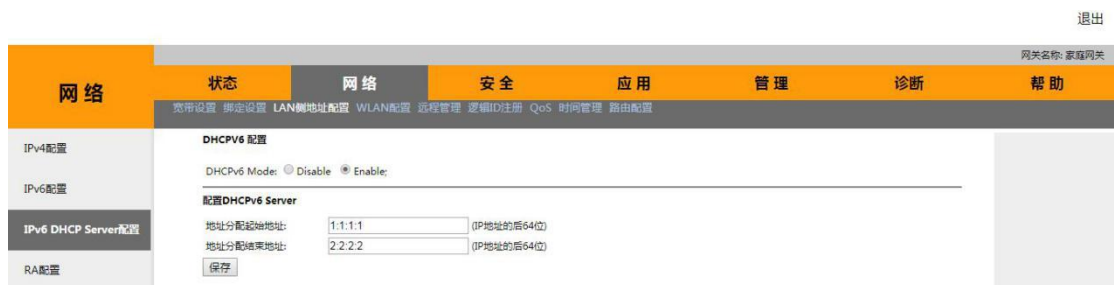 退出
网关名称: 家庭网关
网络
状态 网络 安全 应用 管理 诊断 帮助
宽带设置 绑定设置 LAN侧地址配置 WLAN配置 远程管理 逻辑ID注册 QoS 时间管理 路由配置
IPv4配置
IPv6配置
IPv6 DHCP Server配置
RA配置
DHCPV6 配置
DHCPv6 Mode: Disable Enable;
配置DHCPv6 Server
地址分配起始地址: 1:1:1:1 (IP地址的后64位)
地址分配结束地址: 2:2:2:2 (IP地址的后64位)
保存